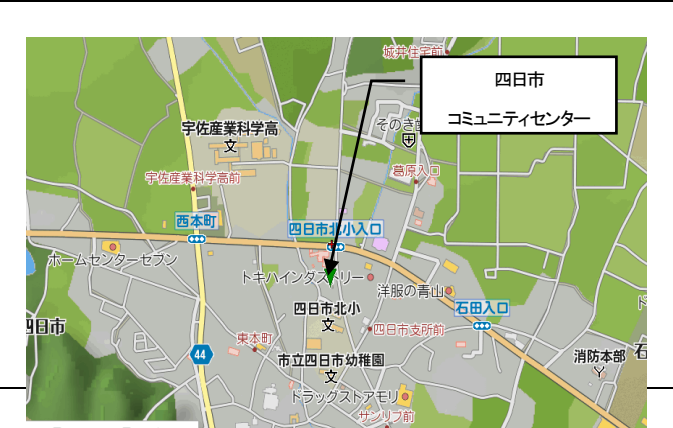 城井住宅前
四日市
コミュニティセンター
そのき
宇佐産業科学高
文
葛原入口
宇佐産業科学高前
西本町
四日市北小入口
ホームセンターセブン
トキハインダストリー
洋服の青山
四日市北小
文
石田入口
四日市
東本町
四日市支所前
44
市立四日市幼稚園
文
消防本部
石
ドラッグストアモリ
サンリブ前